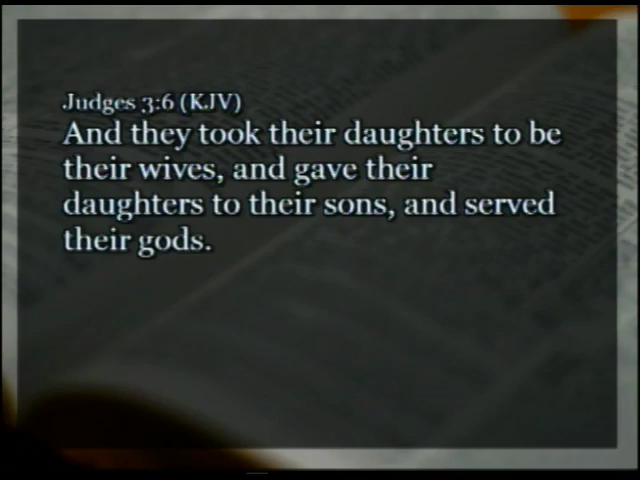 Judges 3:6 (KJV)
And they took their daughters to be
their wives, and gave their
daughters to their sons, and served
their gods.